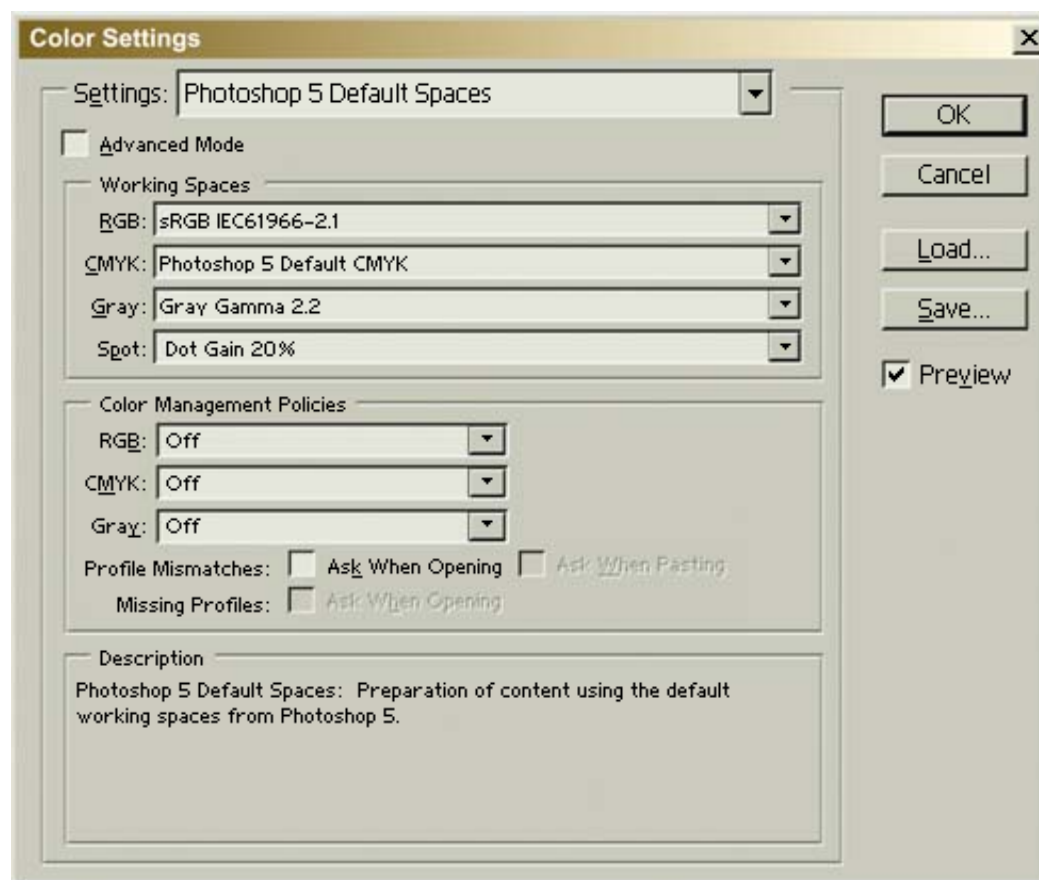 Color Settings
Settings: Photoshop 5 Default Spaces
Advanced Mode
Working Spaces
RGB: sRGB IEC61966-2.1
CMYK: Photoshop 5 Default CMYK
Gray: Gray Gamma 2.2
Spot: Dot Gain 20%
Color Management Policies
RGB: Off
CMYK: Off
Gray: Off
Profile Mismatches: Ask When Opening Ask When Pasting
Missing Profiles: Ask When Opening
Description
Photoshop 5 Default Spaces: Preparation of content using the default
working spaces from Photoshop 5.
OK
Cancel
Load...
Save...
Preview